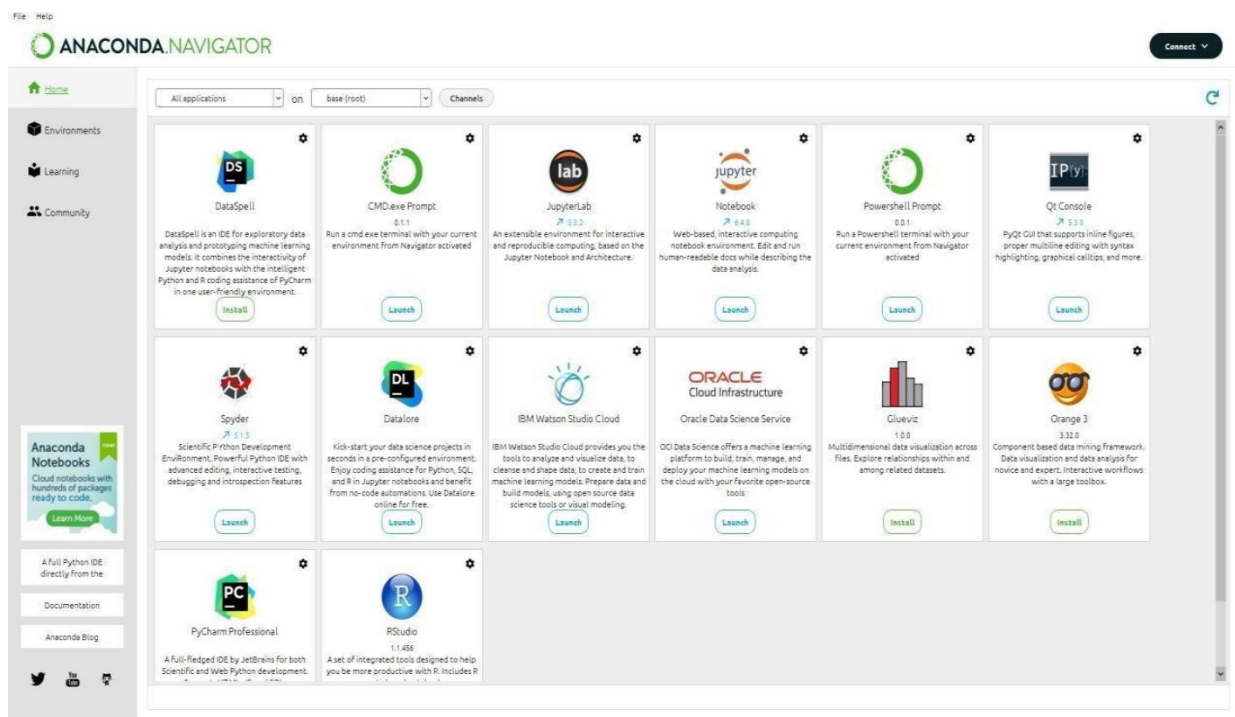 File Help
ANACONDA.NAVIGATOR
Connect
Home
Environments
Learning
Community
All applications on base (root) Channels
DS
DataSpell
DataSpell is an IDE for exploratory data
analysis and prototyping machine learning
models. It combines the interactivity of
Jupyter notebooks with the intelligent
Python and R coding assistance of PyCharm
in one user-friendly environment.
Install
CMD.exe Prompt
0.1.1
Run a cmd.exe terminal with your current
environment from Navigator activated
Launch
lab
JupyterLab
3.3.2
An extensible environment for interactive
and reproducible computing, based on the
Jupyter Notebook and Architecture.
Launch
jupyter
Notebook
6.4.8
Web-based, interactive computing
notebook environment. Edit and run
human-readable docs while describing the
data analysis.
Launch
Powershell Prompt
0.0.1
Run a Powershell terminal with your
current environment from Navigator
activated
Launch
IP[y]:
Qt Console
5.3.0
PyQt GUI that supports inline figures,
proper multiline editing with syntax
highlighting, graphical calltips, and more.
Launch
Spyder
5.1.5
Scientific PYthon Development
EnviRonment. Powerful Python IDE with
advanced editing, interactive testing,
debugging and introspection features
Launch
DL
Datalore
Kick-start your data science projects in
seconds in a pre-configured environment.
Enjoy coding assistance for Python, SQL,
and R in Jupyter notebooks and benefit
from no-code automations. Use Datalore
online for free.
Launch
IBM Watson Studio Cloud
IBM Watson Studio Cloud provides you the
tools to analyze and visualize data, to
cleanse and shape data, to create and train
machine learning models. Prepare data and
build models, using open source data
science tools or visual modeling.
Launch
ORACLE
Cloud Infrastructure
Oracle Data Science Service
OCI Data Science offers a machine learning
platform to build, train, manage, and
deploy your machine learning models on
the cloud with your favorite open-source
tools
Launch
Glueviz
1.0.0
Multidimensional data visualization across
files. Explore relationships within and
among related datasets.
Install
Orange 3
3.32.0
Component based data mining framework.
Data visualization and data analysis for
novice and expert. Interactive workflows
with a large toolbox.
Install
PC
PyCharm Professional
A full-fledged IDE by JetBrains for both
Scientific and Web Python development.
R
RStudio
1.1.456
A set of integrated tools designed to help
you be more productive with R. Includes R
Anaconda
Notebooks
Cloud notebooks with
hundreds of packages
ready to code.
Learn More
A full Python IDE
directly from the
Documentation
Anaconda Blog
You
Tube